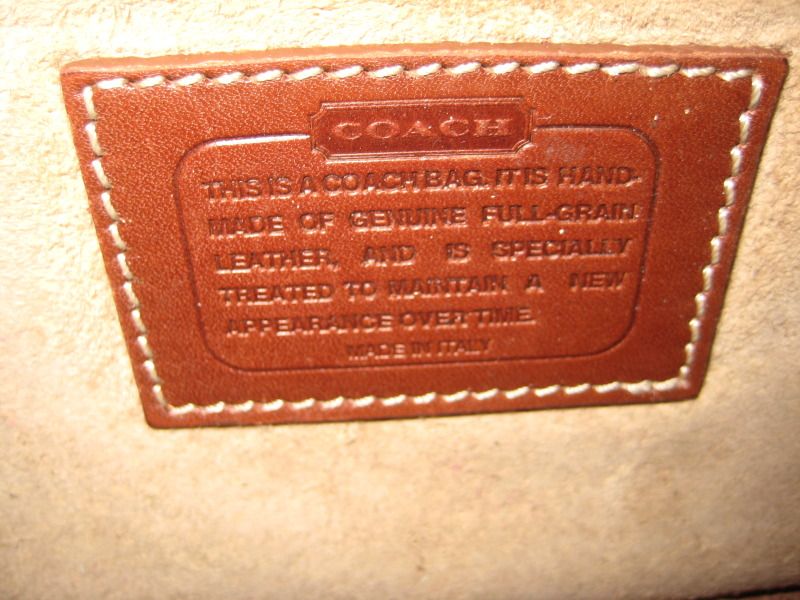 COACH
THIS IS A COACH BAG. IT IS HAND-
MADE OF GENUINE FULL-GRAIN
LEATHER, AND IS SPECIALLY
TREATED TO MAINTAIN A NEW
APPEARANCE OVER TIME.
MADE IN ITALY